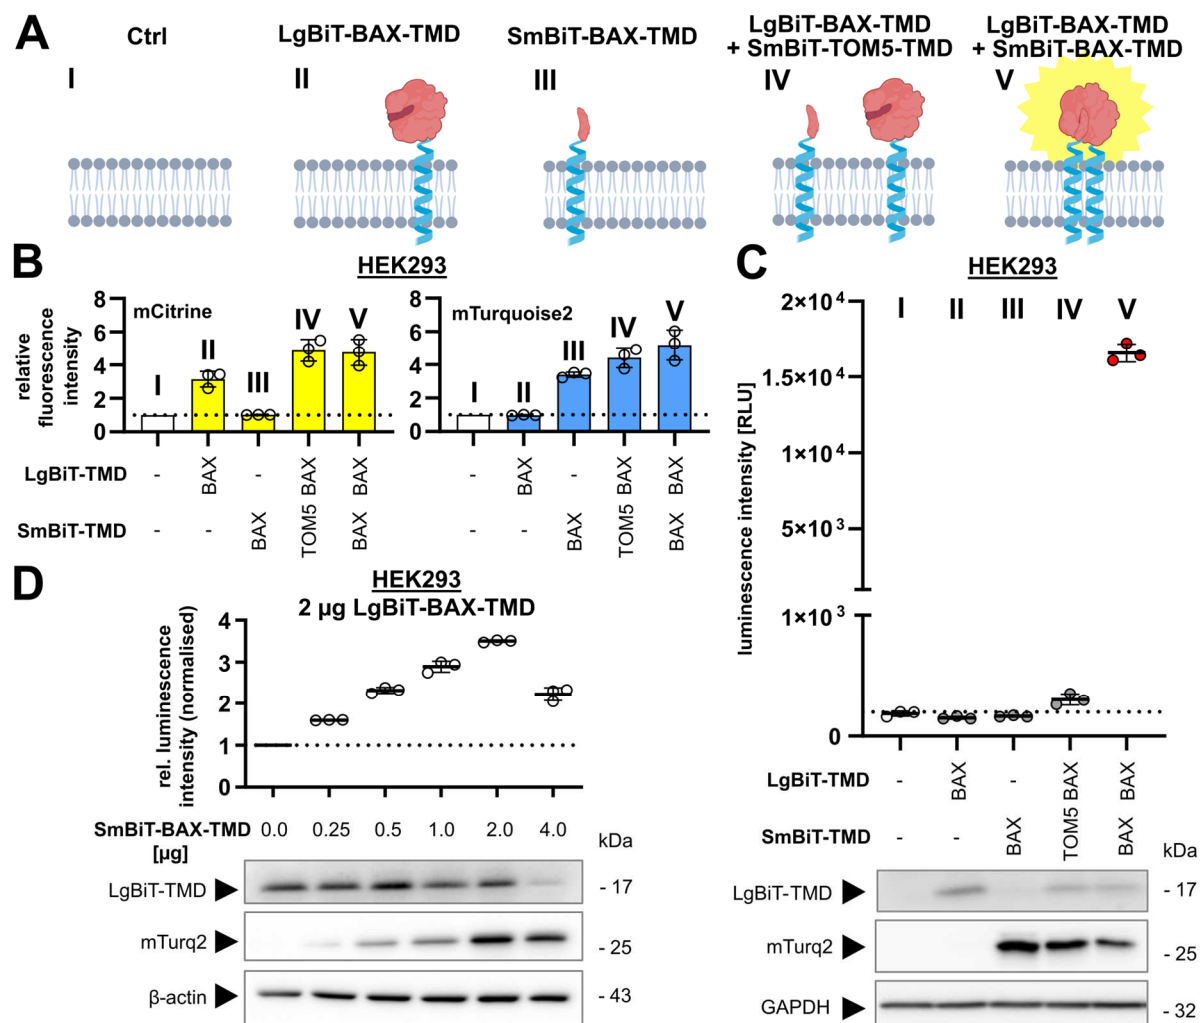 A
Ctrl
LgBiT-BAX-TMD
SmBiT-BAX-TMD
LgBiT-BAX-TMD
+ SmBiT-TOM5-TMD
LgBiT-BAX-TMD
+ SmBiT-BAX-TMD
I
II
III
IV
V
B
HEK293
relative
fluorescence
intensity
8
6
4
2
0
mCitrine
I
II
III
IV
V
8
6
4
2
0
mTurquoise2
I
II
III
IV
V
LgBiT-TMD
- BAX - BAX BAX
- BAX - BAX BAX
SmBiT-TMD
- - BAX TOM5 BAX
- - BAX TOM5 BAX
C
HEK293
luminescence intensity [RLU]
2×10⁴
1.5×10⁴
1×10⁴
5×10³
1×10³
0
I II III IV V
LgBiT-TMD
- BAX - BAX BAX
SmBiT-TMD
- - BAX TOM5 BAX
kDa
LgBiT-TMD
- 17
mTurq2
- 25
GAPDH
- 32
D
HEK293
2 µg LgBiT-BAX-TMD
rel. luminescence
intensity (normalised)
4
3
2
1
0
SmBiT-BAX-TMD 0.0 0.25 0.5 1.0 2.0 4.0
[µg]
kDa
LgBiT-TMD
- 17
mTurq2
- 25
β-actin
- 43